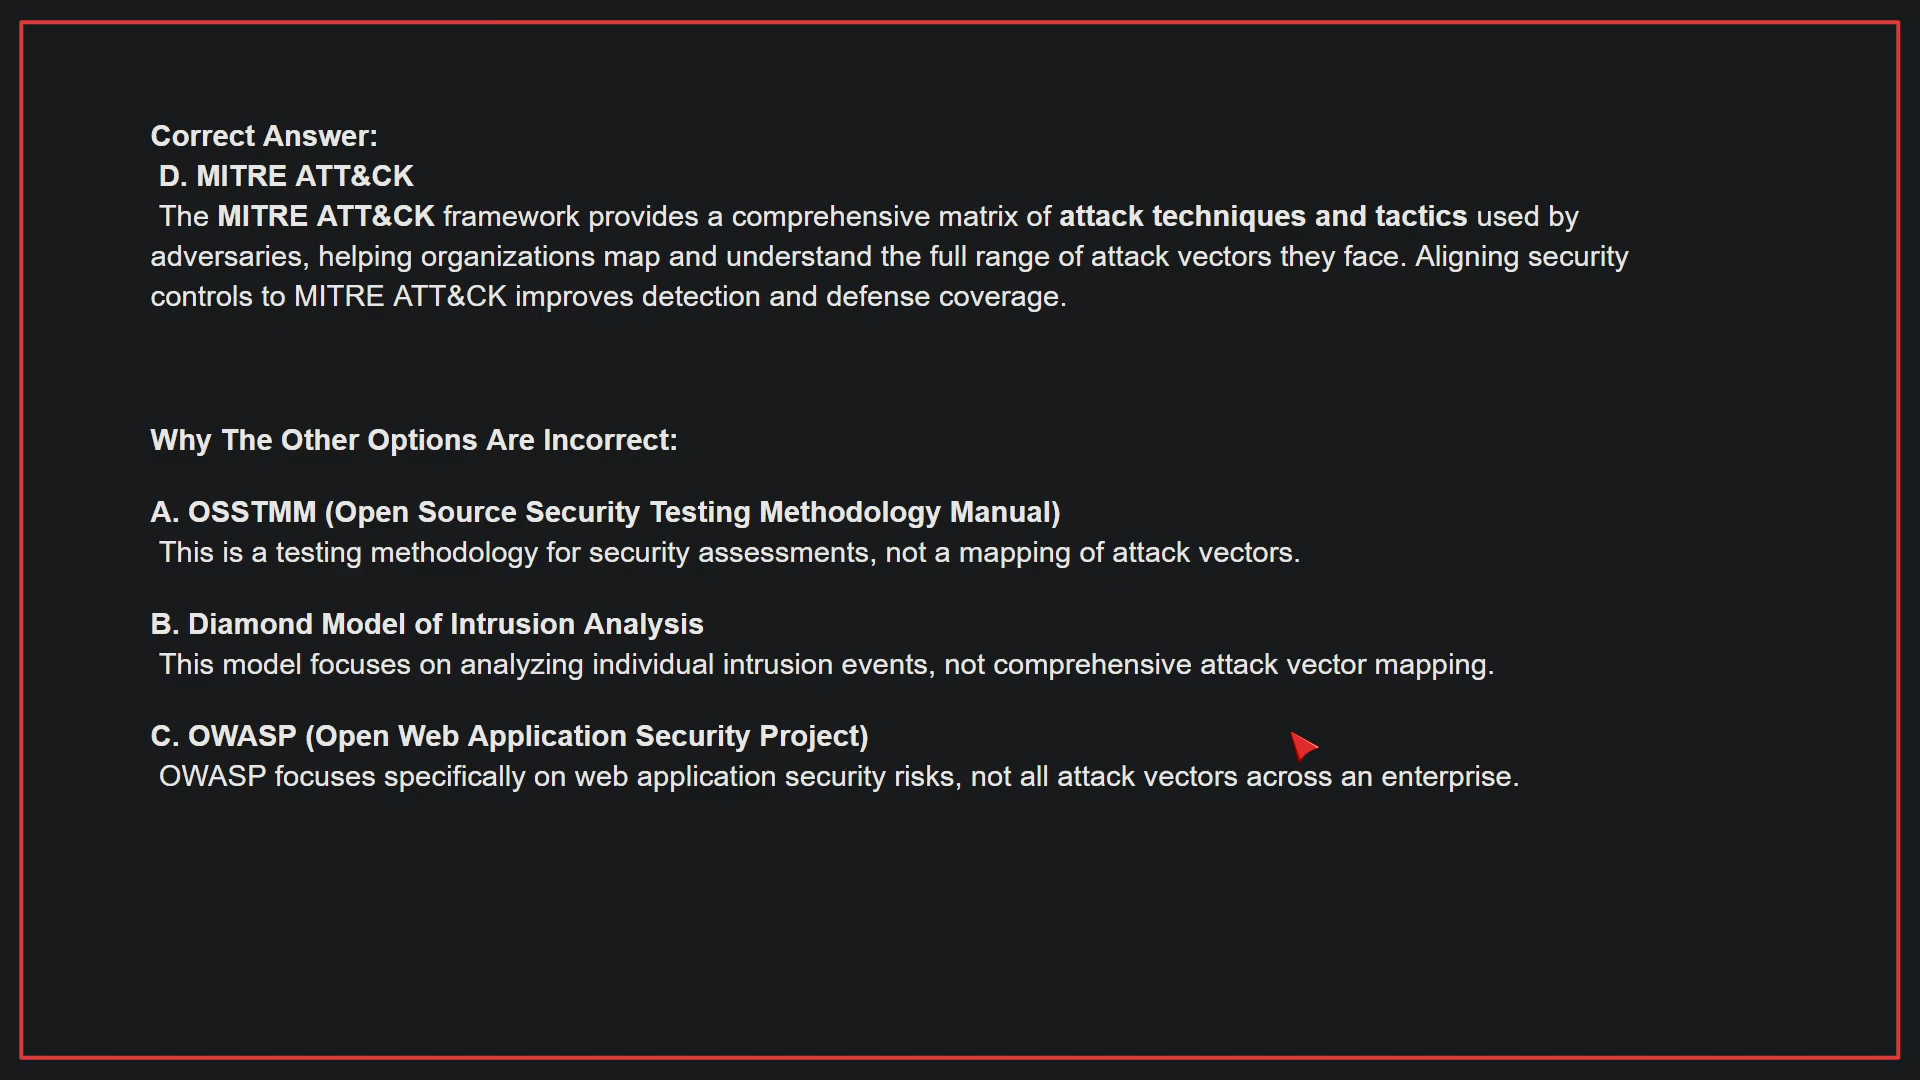 Correct Answer:
D. MITRE ATT&CK
The MITRE ATT&CK framework provides a comprehensive matrix of attack techniques and tactics used by
adversaries, helping organizations map and understand the full range of attack vectors they face. Aligning security
controls to MITRE ATT&CK improves detection and defense coverage.
Why The Other Options Are Incorrect:
A. OSSTMM (Open Source Security Testing Methodology Manual)
This is a testing methodology for security assessments, not a mapping of attack vectors.
B. Diamond Model of Intrusion Analysis
This model focuses on analyzing individual intrusion events, not comprehensive attack vector mapping.
C. OWASP (Open Web Application Security Project)
OWASP focuses specifically on web application security risks, not all attack vectors across an enterprise.